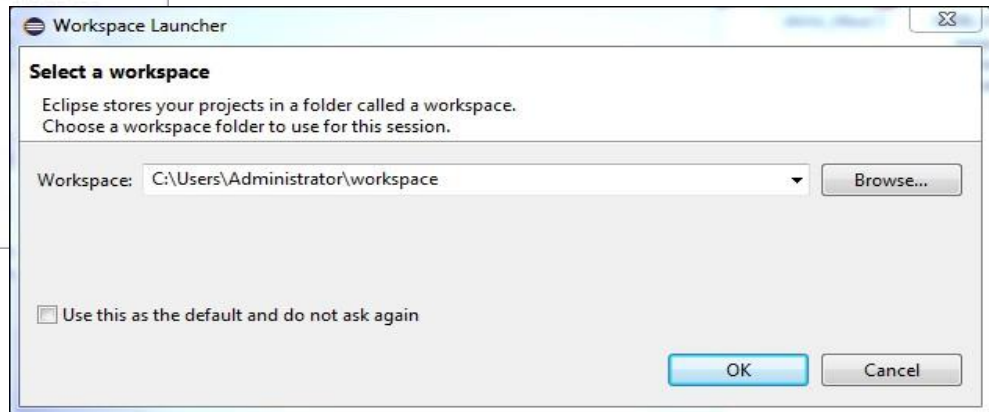 Workspace Launcher
Select a workspace
Eclipse stores your projects in a folder called a workspace.
Choose a workspace folder to use for this session.
Workspace: C:\Users\Administrator\workspace Browse...
Use this as the default and do not ask again
OK Cancel